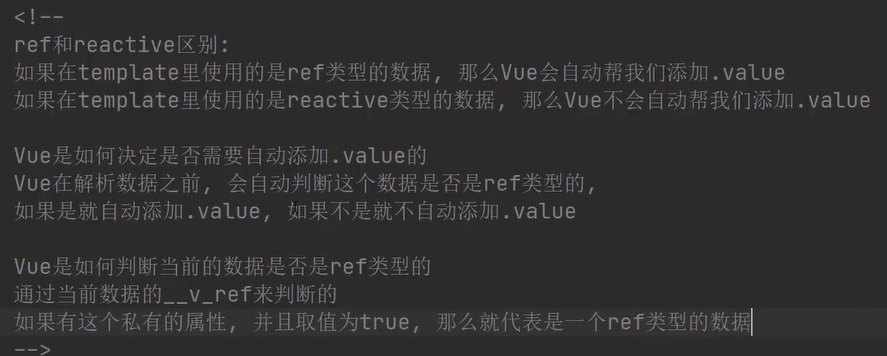 <!--
ref和reactive区别:
如果在template里使用的是ref类型的数据, 那么Vue会自动帮我们添加.value
如果在template里使用的是reactive类型的数据, 那么Vue不会自动帮我们添加.value
Vue是如何决定是否需要自动添加.value的
Vue在解析数据之前, 会自动判断这个数据是否是ref类型的,
如果是就自动添加.value, 如果不是就不自动添加.value
Vue是如何判断当前的数据是否是ref类型的
通过当前数据的__v_ref来判断的
如果有这个私有的属性, 并且取值为true, 那么就代表是一个ref类型的数据
-->